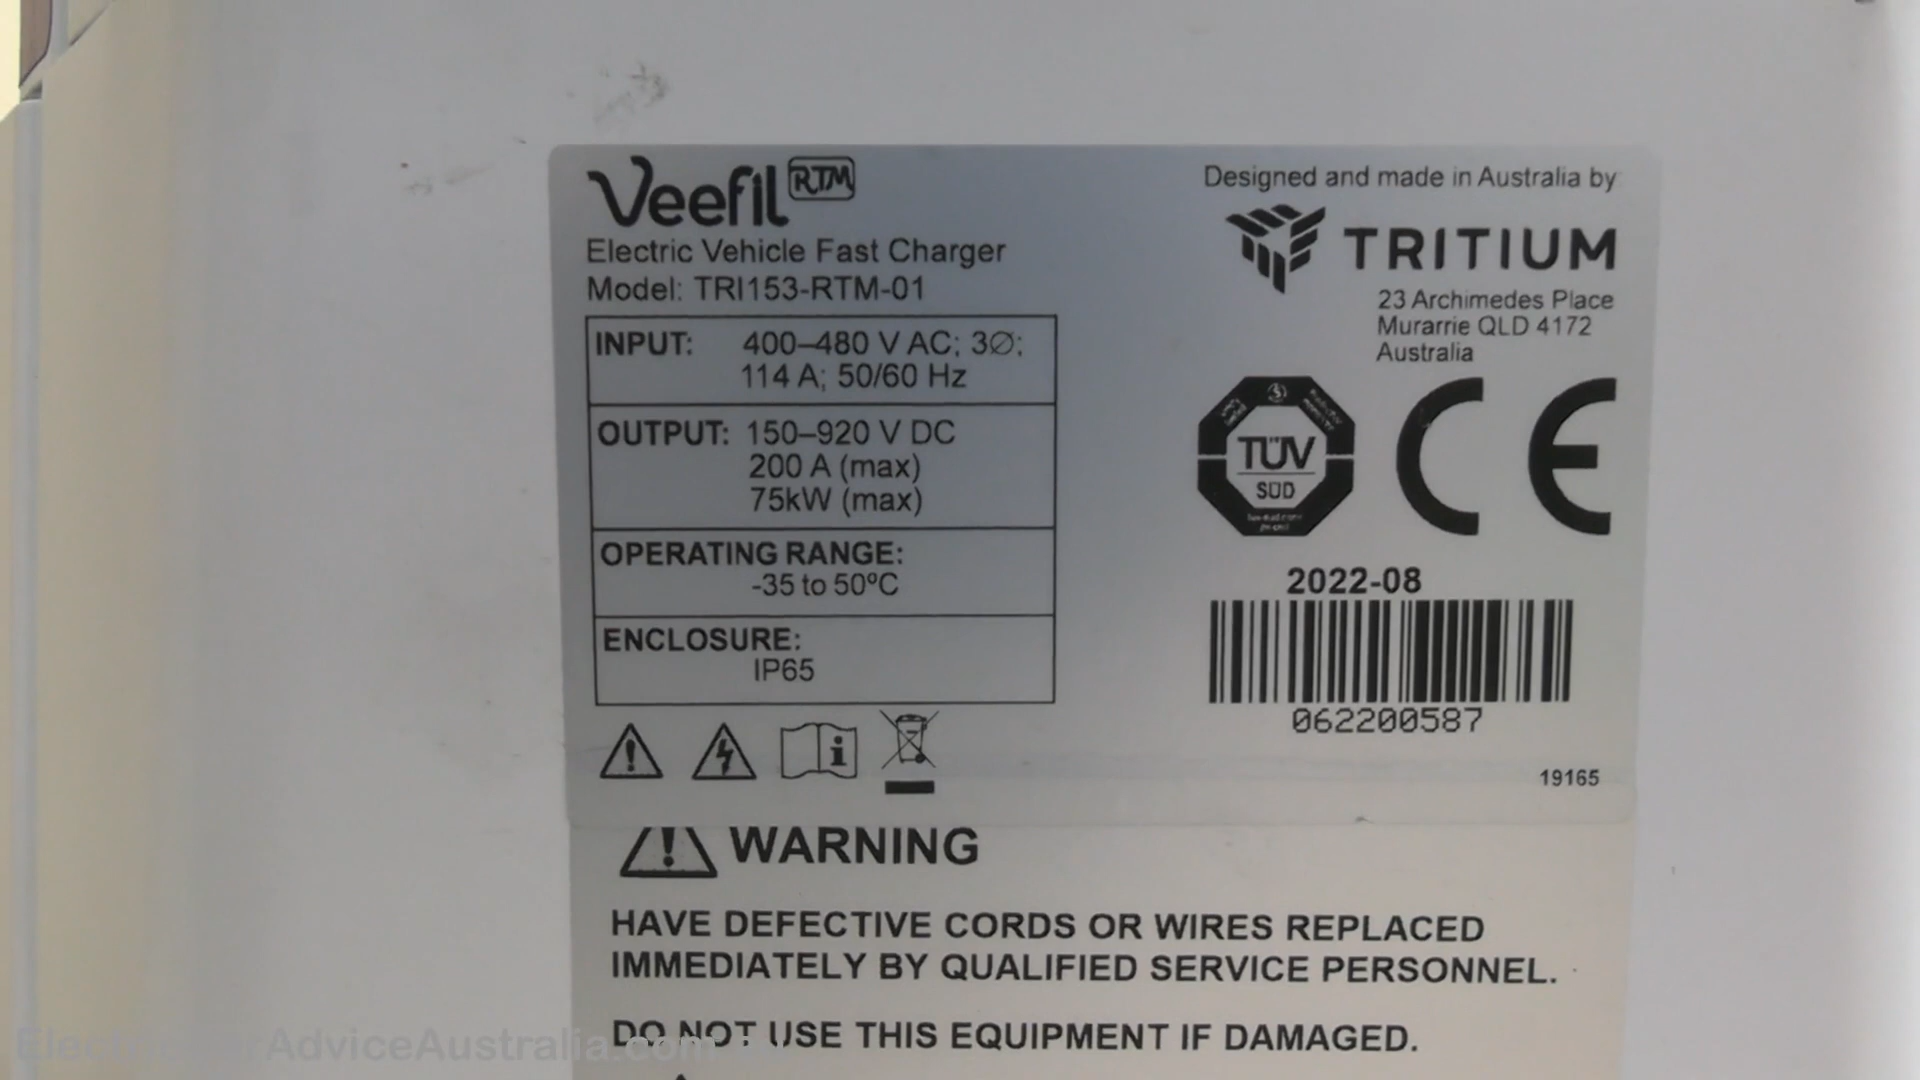 Veefil RTM
Electric Vehicle Fast Charger
Model: TRI153-RTM-01
INPUT: 400–480 V AC; 3Ø;
114 A; 50/60 Hz
OUTPUT: 150–920 V DC
200 A (max)
75kW (max)
OPERATING RANGE:
-35 to 50ºC
ENCLOSURE:
IP65
Designed and made in Australia by
TRITIUM
23 Archimedes Place
Murarrie QLD 4172
Australia
TÜV
SÜD
CE
2022-08
062200587
19165
WARNING
HAVE DEFECTIVE CORDS OR WIRES REPLACED
IMMEDIATELY BY QUALIFIED SERVICE PERSONNEL.
DO NOT USE THIS EQUIPMENT IF DAMAGED.